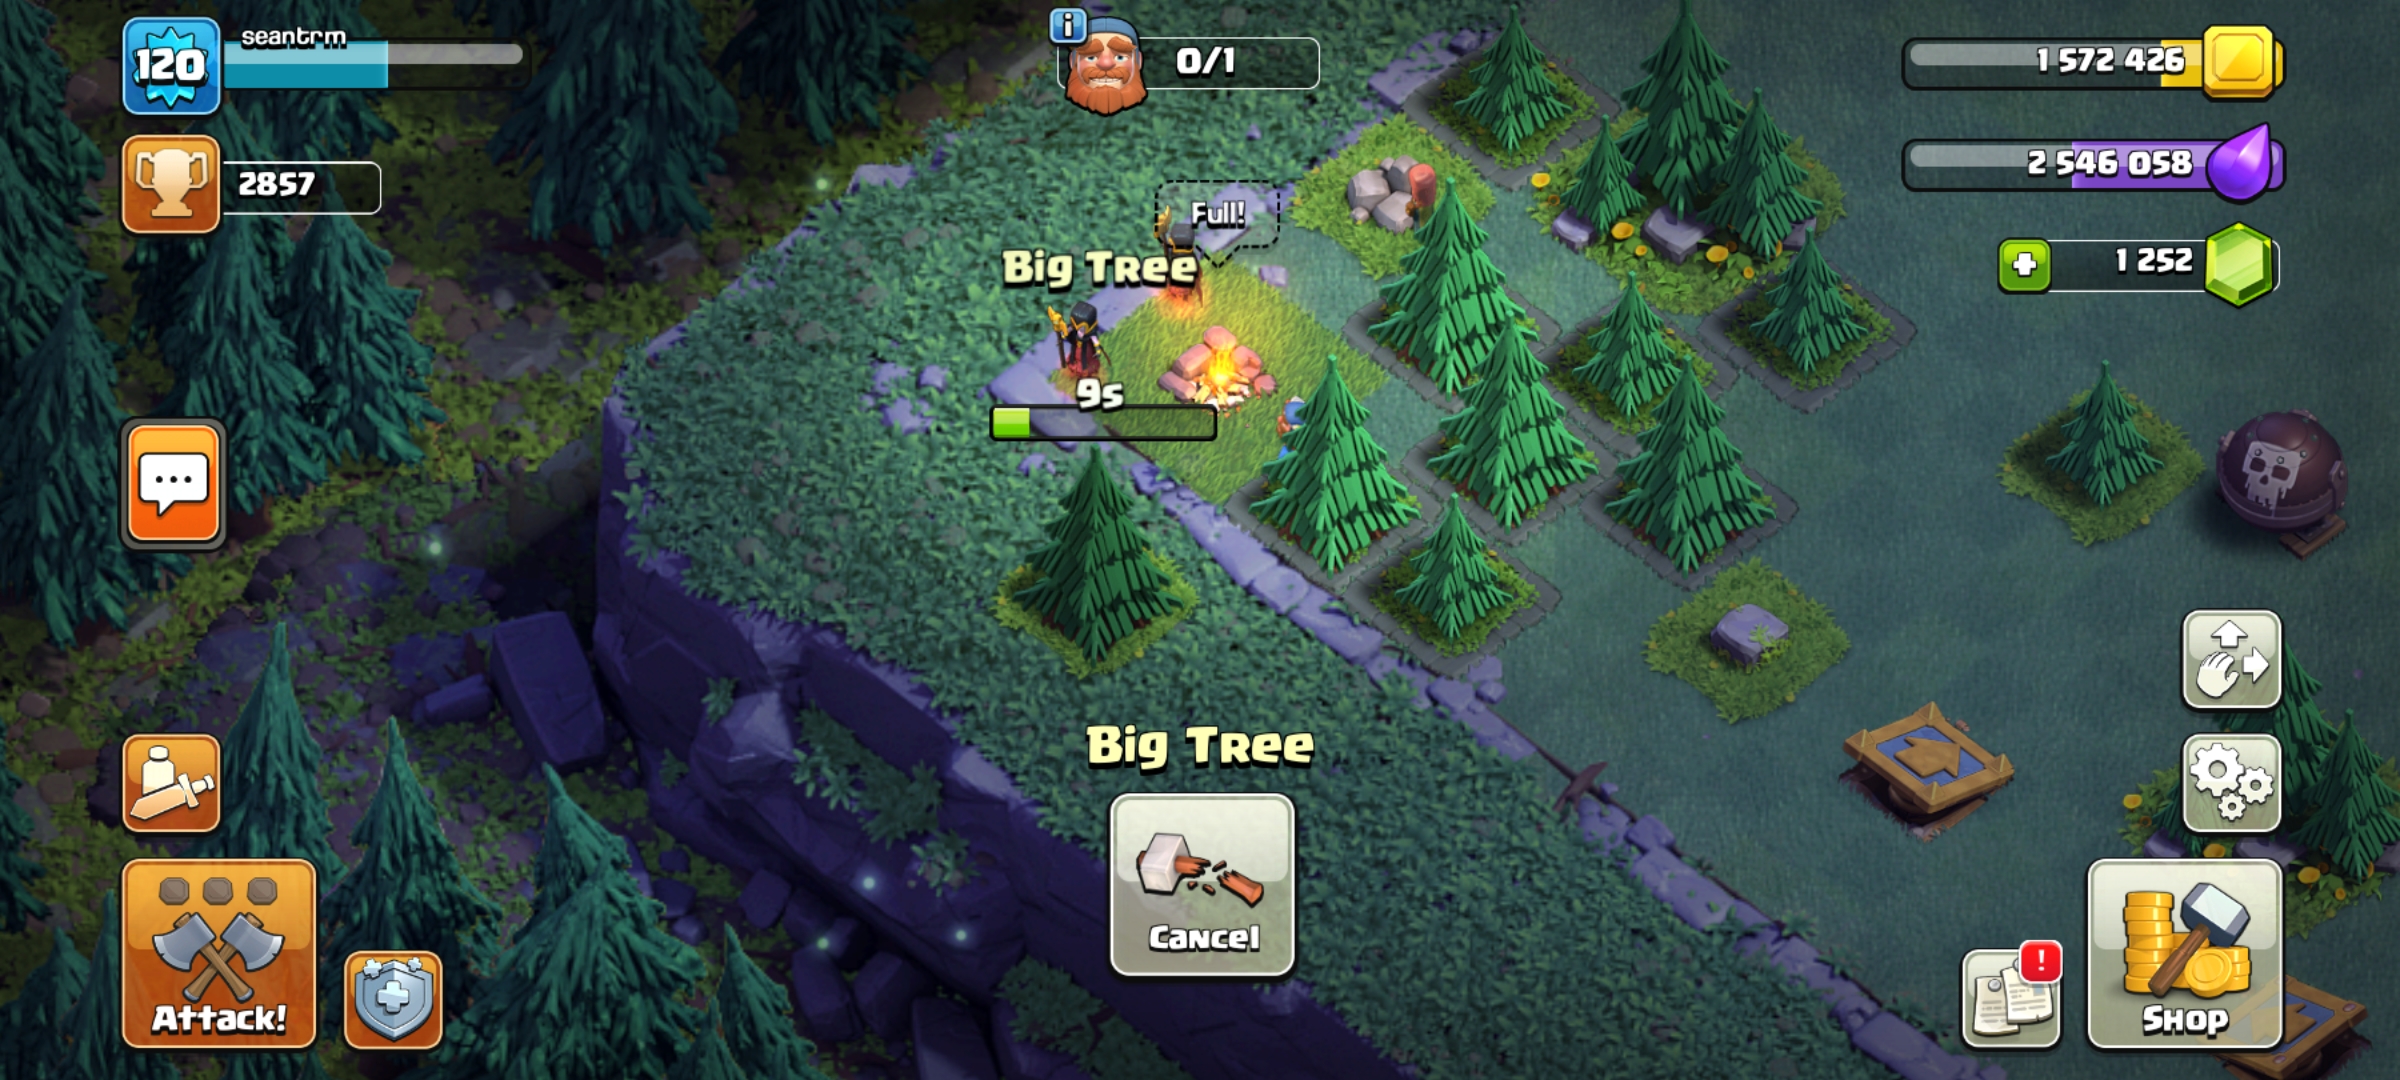 120
seantrm
0/1
1 572 426
2857
2 546 058
Full!
Big Tree
1 252
9s
Big Tree
Cancel
Attack!
!
Shop